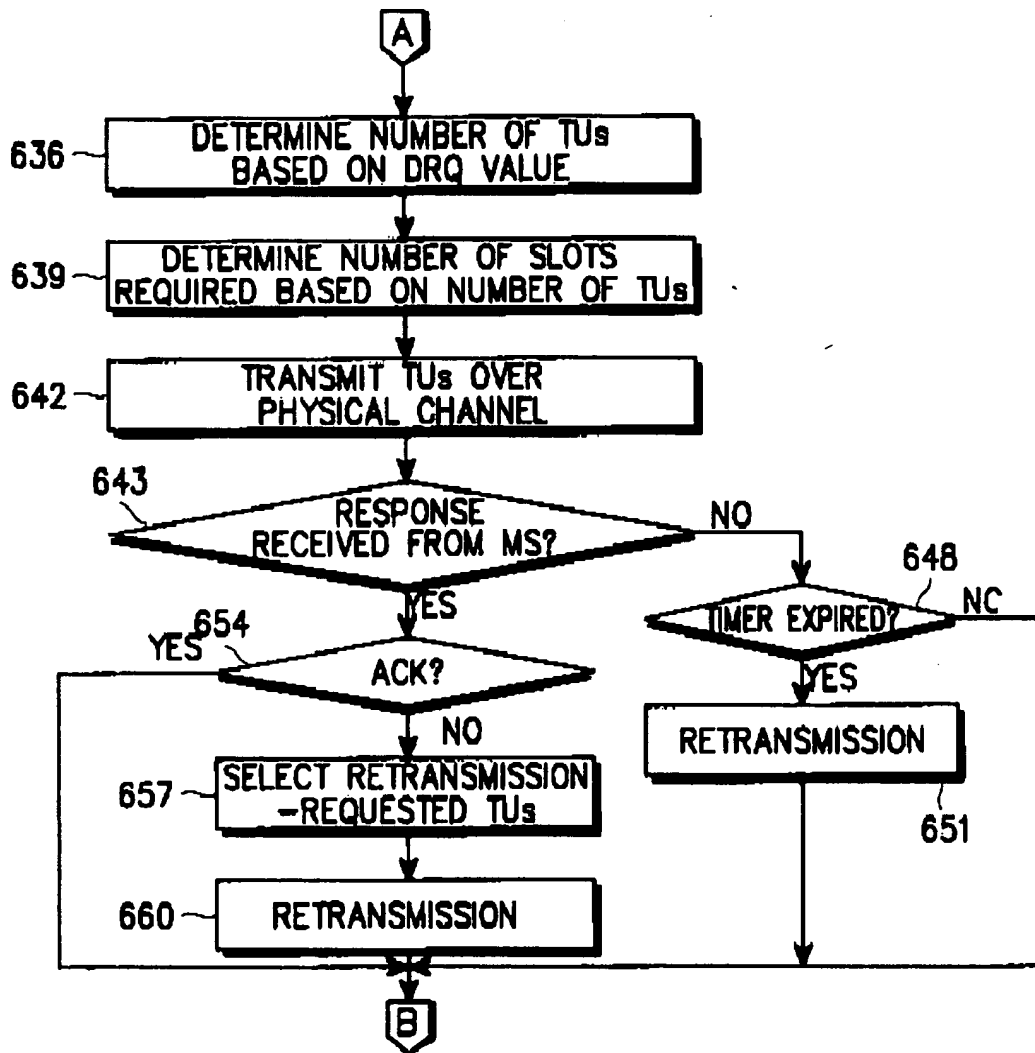 A
636
DETERMINE NUMBER OF TUs
BASED ON DRQ VALUE
639
DETERMINE NUMBER OF SLOTS
REQUIRED BASED ON NUMBER OF TUs
642
TRANSMIT TUs OVER
PHYSICAL CHANNEL
643
RESPONSE
RECEIVED FROM MS?
NO
648
TIMER EXPIRED?
NC
YES
YES
654
YES
ACK?
RETRANSMISSION
651
NO
657
SELECT RETRANSMISSION
-REQUESTED TUs
660
RETRANSMISSION
B